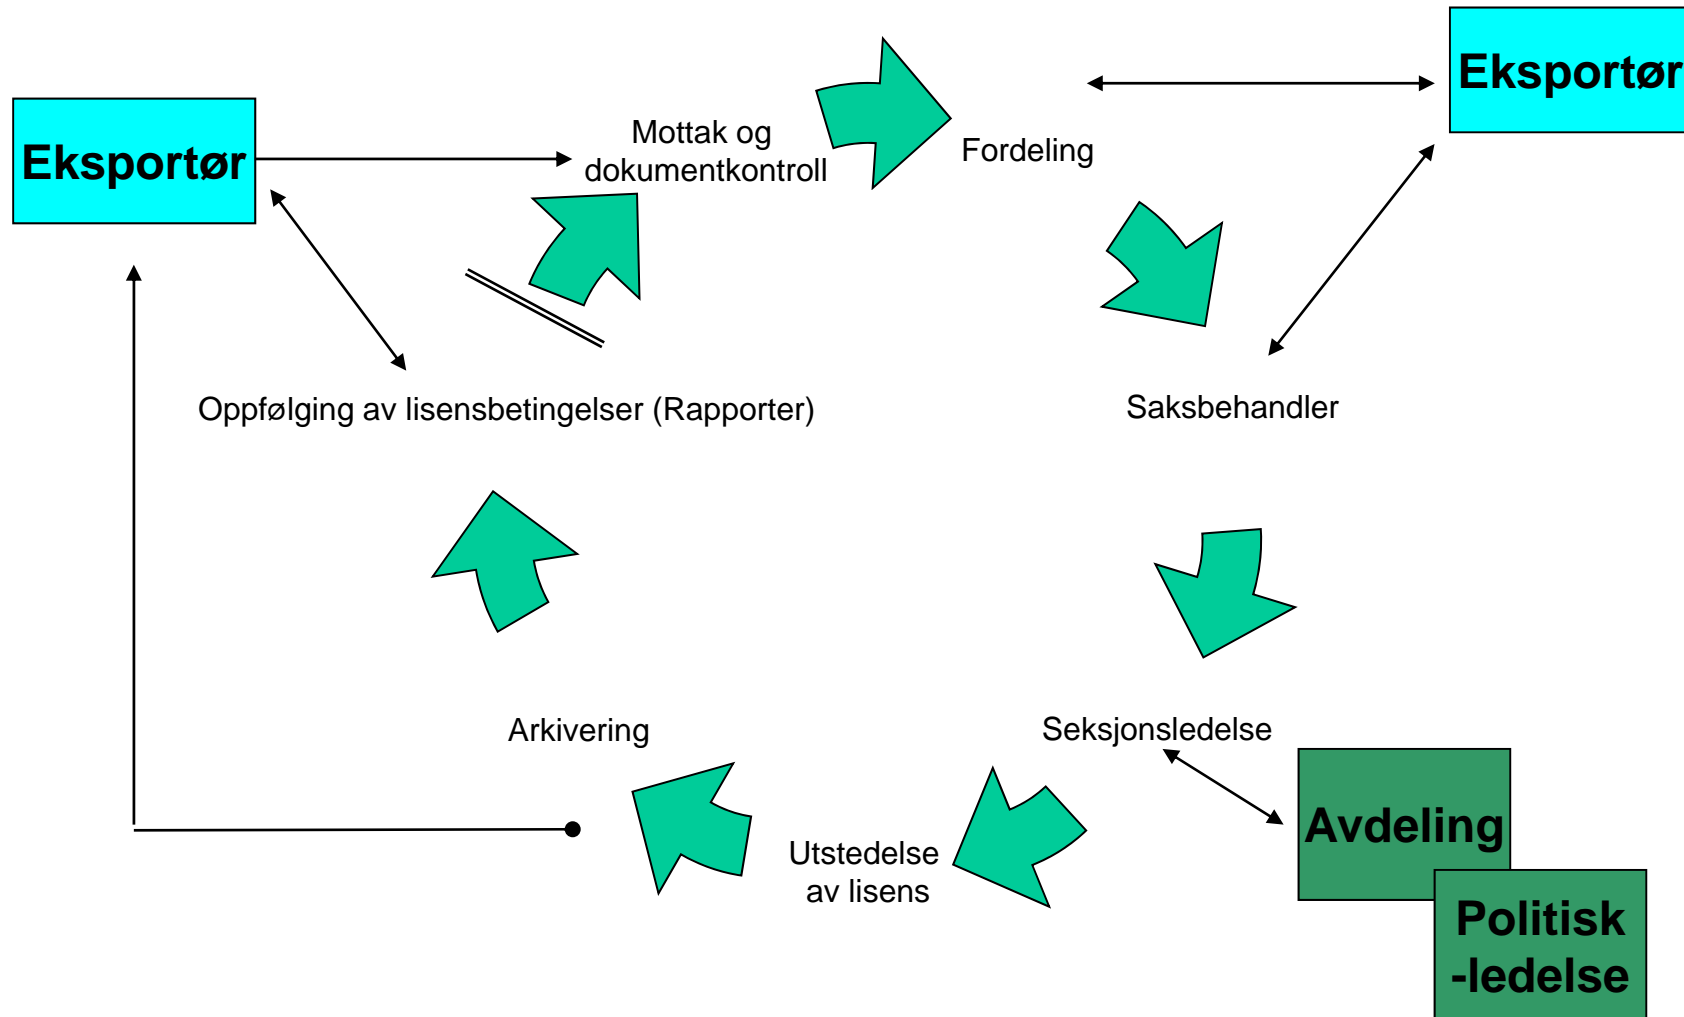 Eksportør
Eksportør
Mottak og
dokumentkontroll
Fordeling
Oppfølging av lisensbetingelser (Rapporter)
Saksbehandler
Arkivering
Seksjonsledelse
Utstedelse
av lisens
Avdeling
Politisk
-ledelse